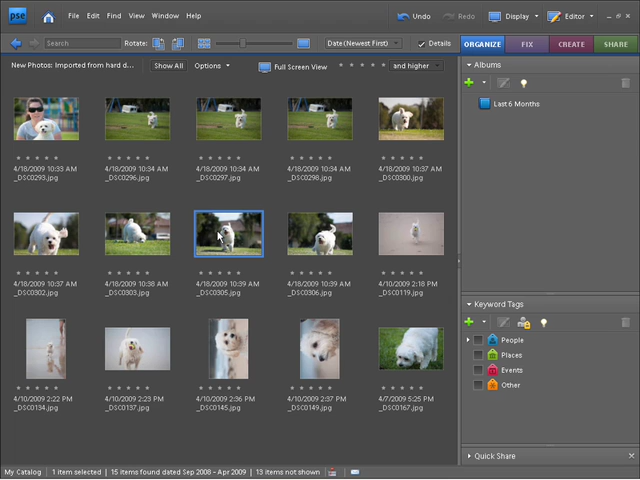 pse File Edit Find View Window Help Undo Redo Display Editor
Search Rotate: Date(Newest First) Details ORGANIZE FIX CREATE SHARE
New Photos: Imported from hard d... Show All Options Full Screen View and higher
Albums
Last 6 Months
4/18/2009 10:33 AM 4/18/2009 10:34 AM 4/18/2009 10:34 AM 4/18/2009 10:34 AM 4/18/2009 10:37 AM
_DSC0293.jpg _DSC0296.jpg _DSC0297.jpg _DSC0298.jpg _DSC0300.jpg
4/18/2009 10:37 AM 4/18/2009 10:38 AM 4/18/2009 10:39 AM 4/18/2009 10:39 AM 4/10/2009 2:18 PM
_DSC0302.jpg _DSC0303.jpg _DSC0305.jpg _DSC0306.jpg _DSC0119.jpg
4/10/2009 2:22 PM 4/10/2009 2:23 PM 4/10/2009 2:36 PM 4/10/2009 2:37 PM 4/7/2009 5:25 PM
_DSC0134.jpg _DSC0137.jpg _DSC0145.jpg _DSC0149.jpg _DSC0167.jpg
Keyword Tags
People
Places
Events
Other
Quick Share
My Catalog 1 item selected 15 items found dated Sep 2008 - Apr 2009 13 items not shown